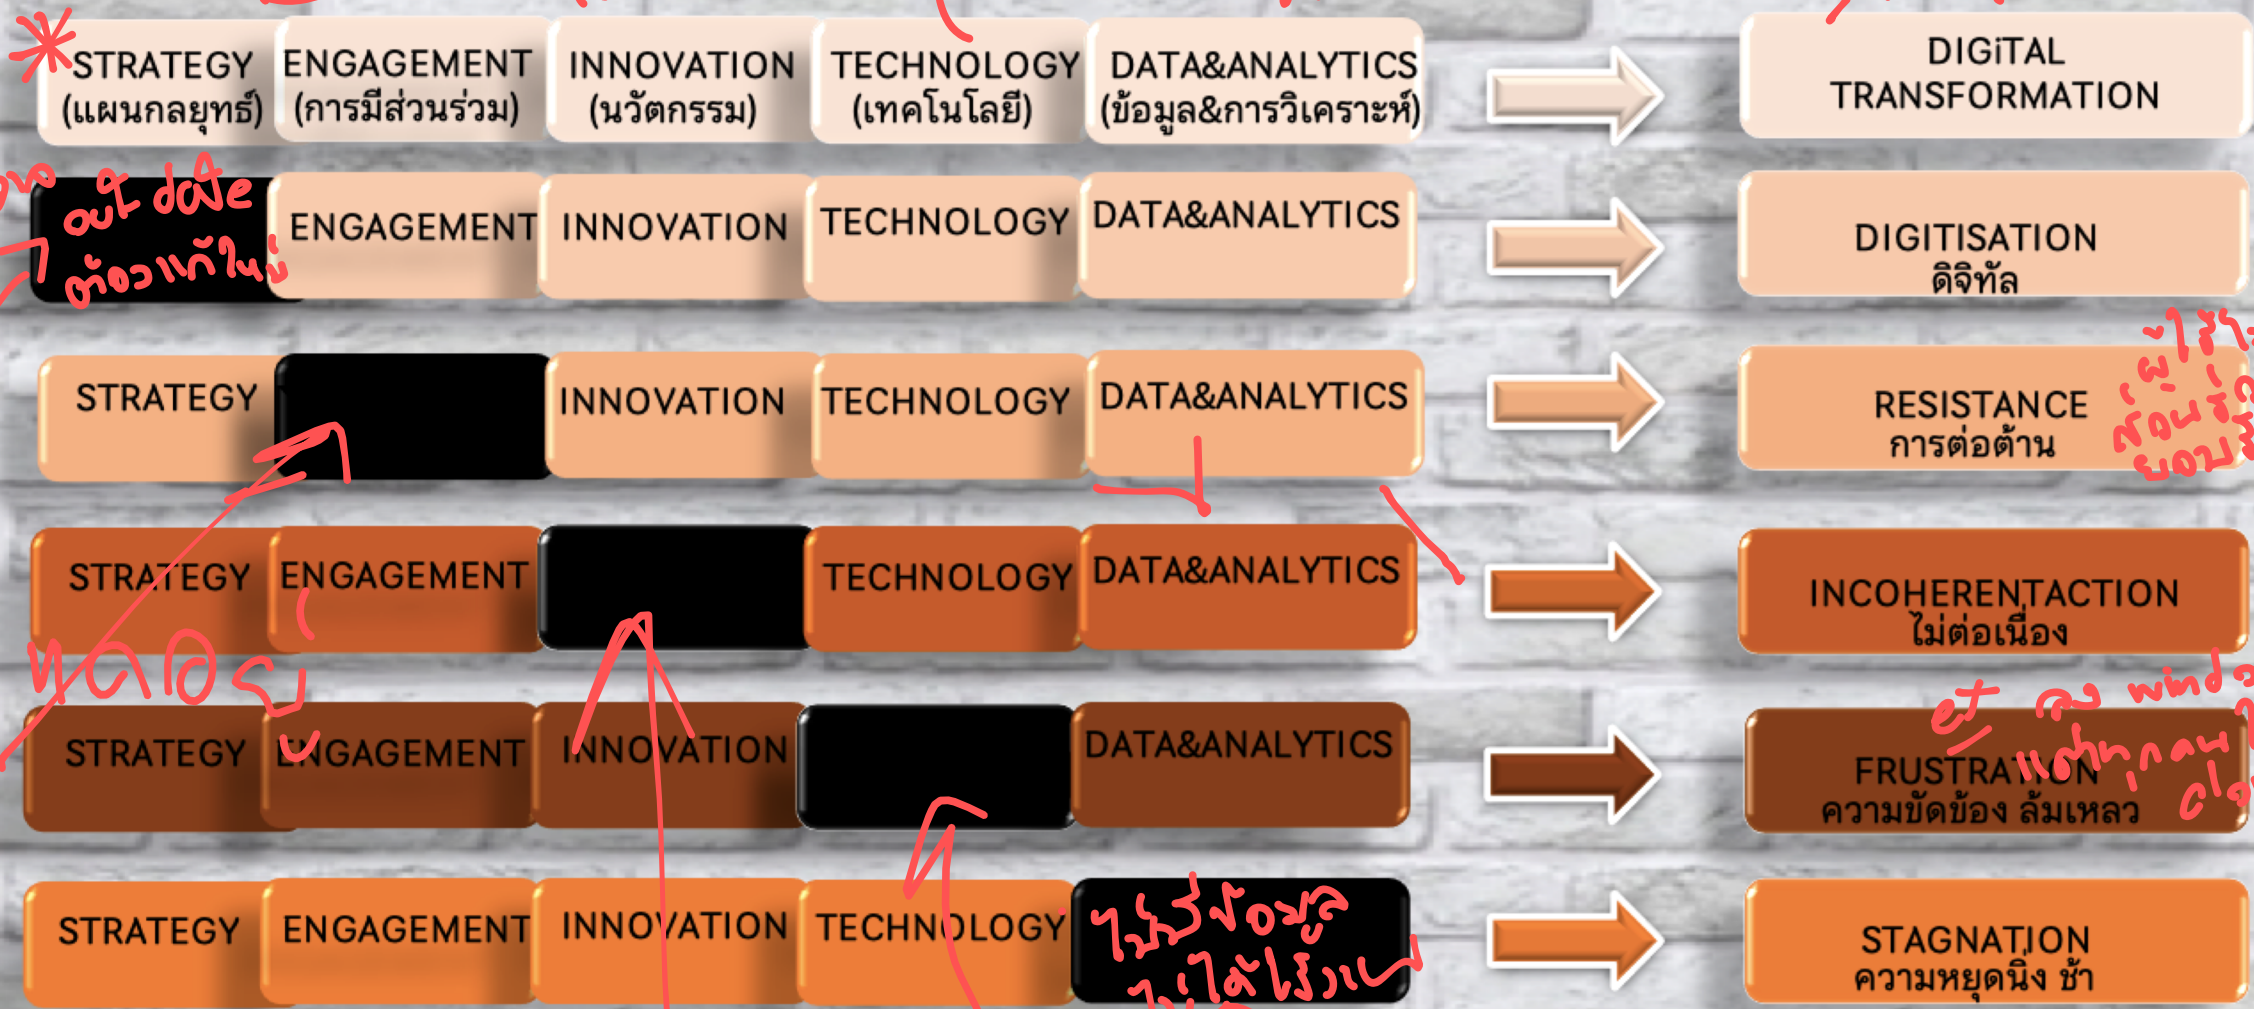 STRATEGY
(แผนกลยุทธ์)
ENGAGEMENT
(การมีส่วนร่วม)
INNOVATION
(นวัตกรรม)
TECHNOLOGY
(เทคโนโลยี)
DATA&ANALYTICS
(ข้อมูล&การวิเคราะห์)
DIGiTAL
TRANSFORMATION
out date
ต้องแก้ใหม่
ENGAGEMENT
INNOVATION
TECHNOLOGY
DATA&ANALYTICS
DIGITISATION
ดิจิทัล
STRATEGY
INNOVATION
TECHNOLOGY
DATA&ANALYTICS
RESISTANCE
การต่อต้าน
STRATEGY
ENGAGEMENT
TECHNOLOGY
DATA&ANALYTICS
INCOHERENTACTION
ไม่ต่อเนื่อง
STRATEGY
ENGAGEMENT
INNOVATION
DATA&ANALYTICS
FRUSTRATION
ความขัดข้อง ล้มเหลว
แต่ทุกคน
STRATEGY
ENGAGEMENT
INNOVATION
TECHNOLOGY
ไม่มีข้อมูล
STAGNATION
ความหยุดนิ่ง ช้า